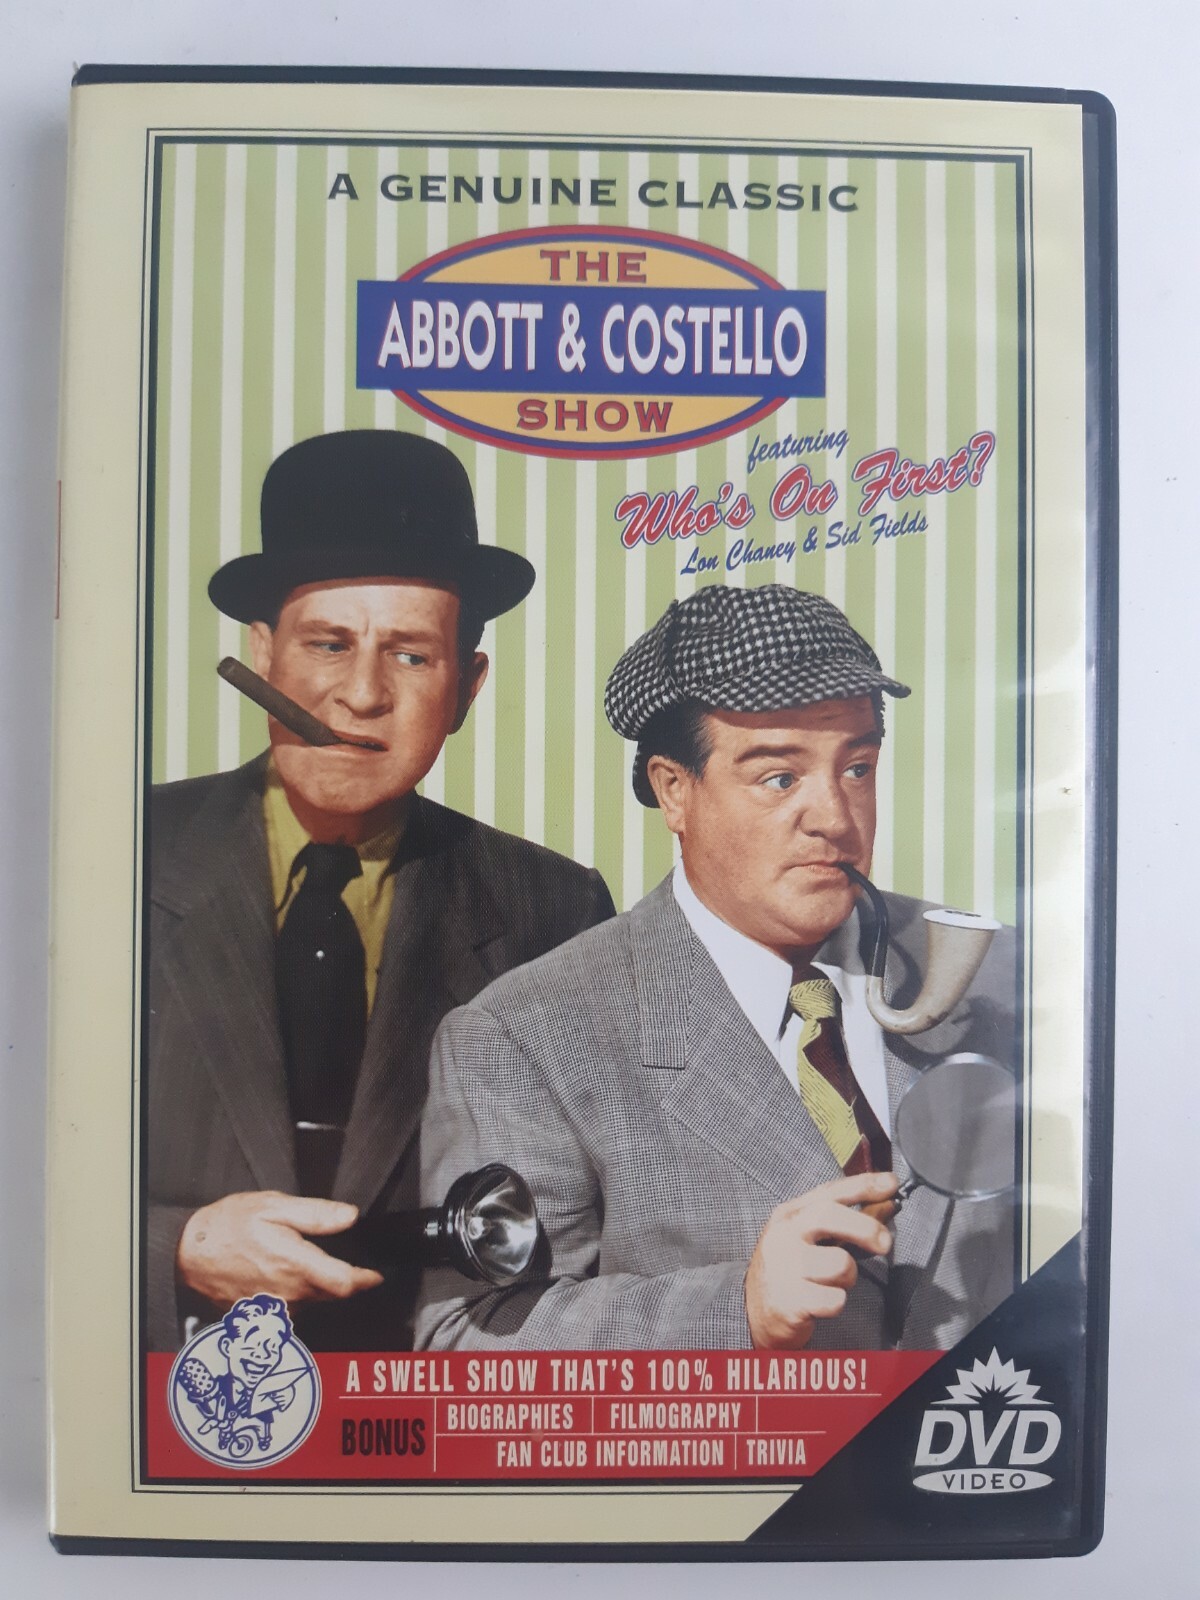 A GENUINE CLASSIC
THE
ABBOTT & COSTELLO
SHOW
featuring
Who's On First?
Lon Chaney & Sid Fields
A SWELL SHOW THAT'S 100% HILARIOUS!
BONUS
BIOGRAPHIES FILMOGRAPHY
FAN CLUB INFORMATION TRIVIA
DVD
VIDEO